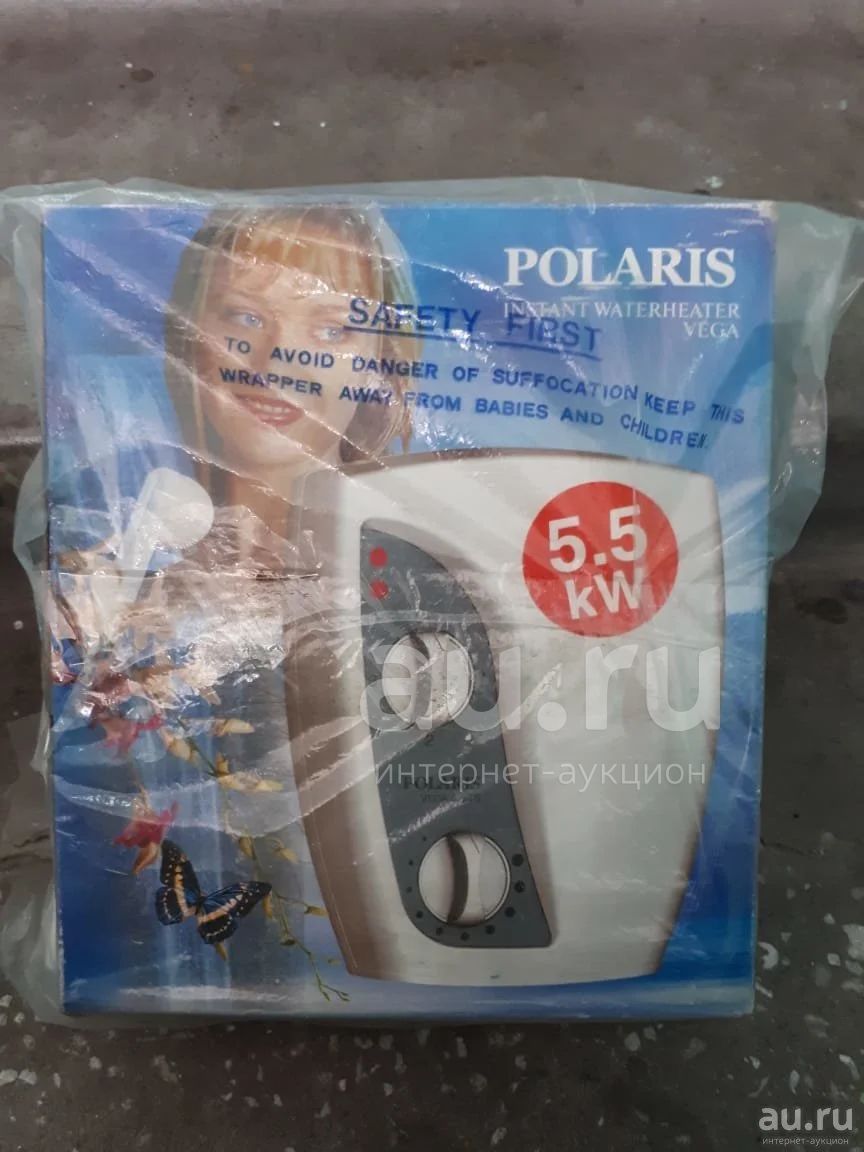 POLARIS
INSTANT WATERHEATER
VEGA
SAFETY FIRST
TO AVOID DANGER OF SUFFOCATION KEEP THIS
WRAPPER AWAY FROM BABIES AND CHILDREN.
5.5
kW
au.ru
интернет-аукцион
POLARIS
au.ru
интернет-аукцион